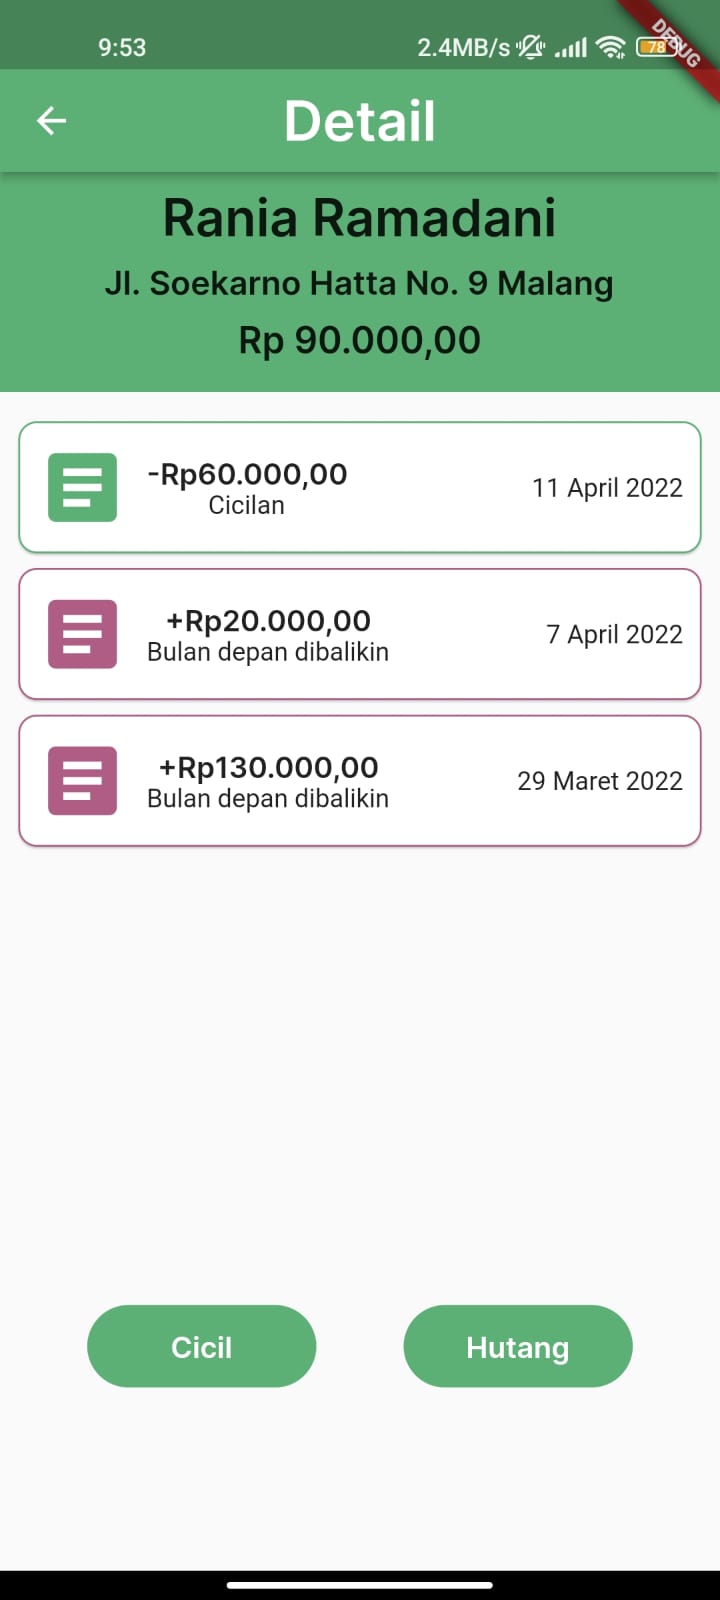 9:53
2.4MB/s
78
DEBUG
Detail
Rania Ramadani
Jl. Soekarno Hatta No. 9 Malang
Rp 90.000,00
-Rp60.000,00
Cicilan
11 April 2022
+Rp20.000,00
Bulan depan dibalikin
7 April 2022
+Rp130.000,00
Bulan depan dibalikin
29 Maret 2022
Cicil
Hutang